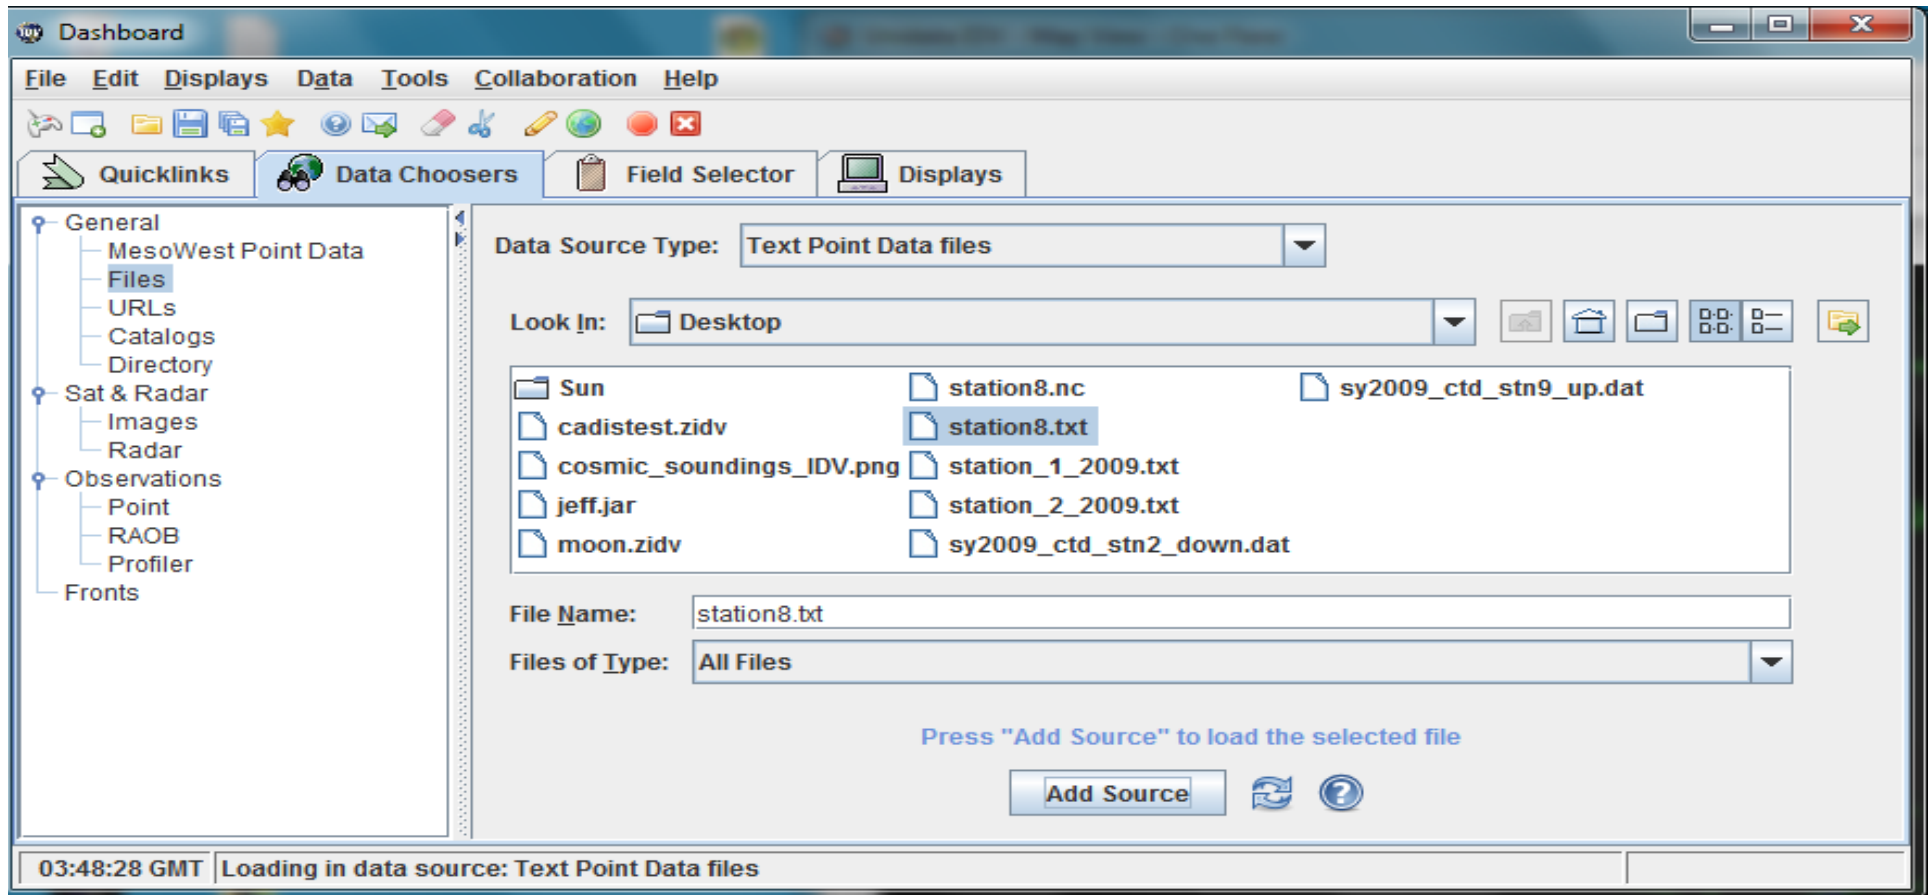 Dashboard
File Edit Displays Data Tools Collaboration Help
Quicklinks Data Choosers Field Selector Displays
General
MesoWest Point Data
Files
URLs
Catalogs
Directory
Sat & Radar
Images
Radar
Observations
Point
RAOB
Profiler
Fronts
Data Source Type: Text Point Data files
Look In: Desktop
Sun
cadistest.zidv
cosmic_soundings_IDV.png
jeff.jar
moon.zidv
station8.nc
station8.txt
station_1_2009.txt
station_2_2009.txt
sy2009_ctd_stn2_down.dat
sy2009_ctd_stn9_up.dat
File Name: station8.txt
Files of Type: All Files
Press "Add Source" to load the selected file
Add Source
03:48:28 GMT Loading in data source: Text Point Data files